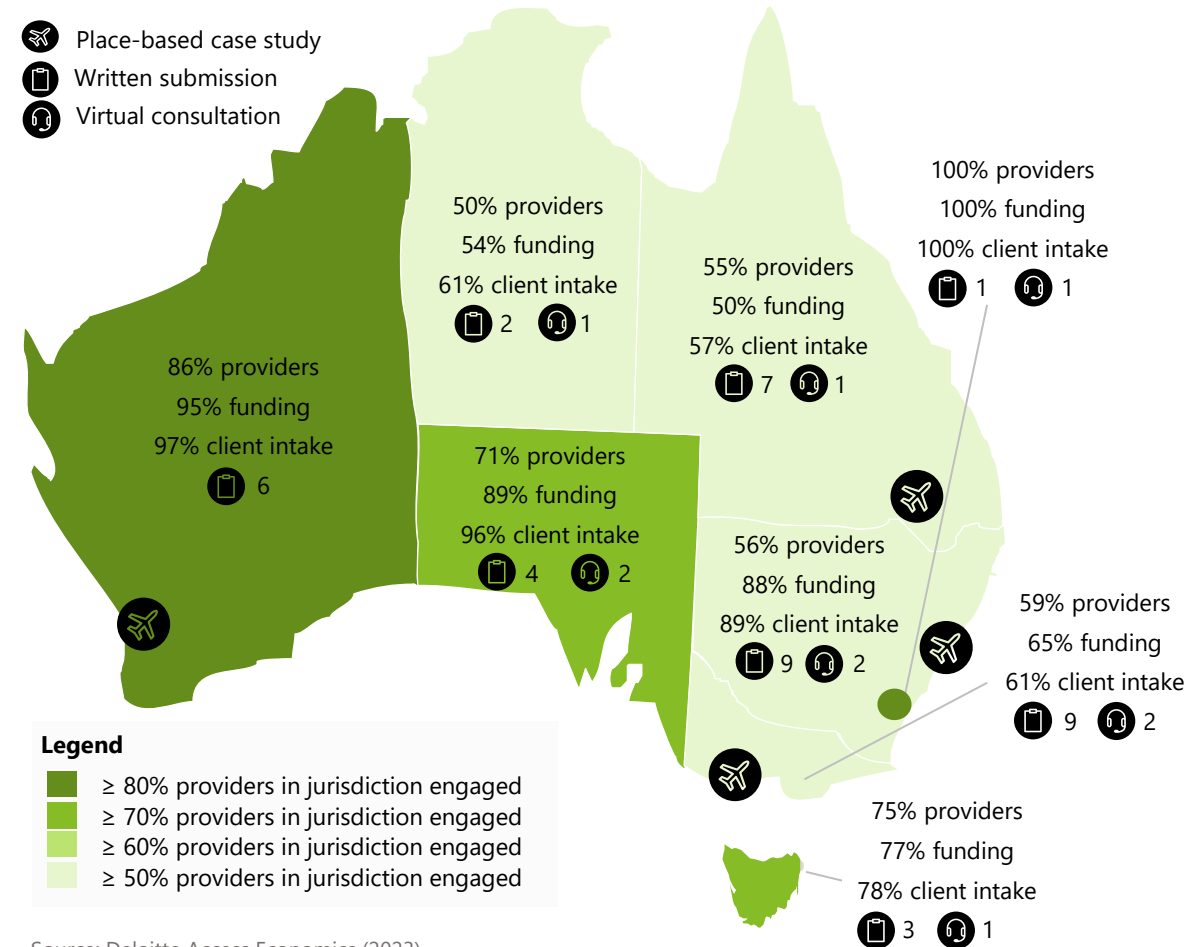 Place-based case study
Written submission
Virtual consultation
100% providers
100% funding
100% client intake
1 1
50% providers
54% funding
61% client intake
2 1
55% providers
50% funding
57% client intake
7 1
86% providers
95% funding
97% client intake
6
71% providers
89% funding
96% client intake
4 2
56% providers
88% funding
89% client intake
9 2
59% providers
65% funding
61% client intake
9 2
75% providers
77% funding
78% client intake
3 1
Legend
≥ 80% providers in jurisdiction engaged
≥ 70% providers in jurisdiction engaged
≥ 60% providers in jurisdiction engaged
≥ 50% providers in jurisdiction engaged
Source: Deloitte Access Economics